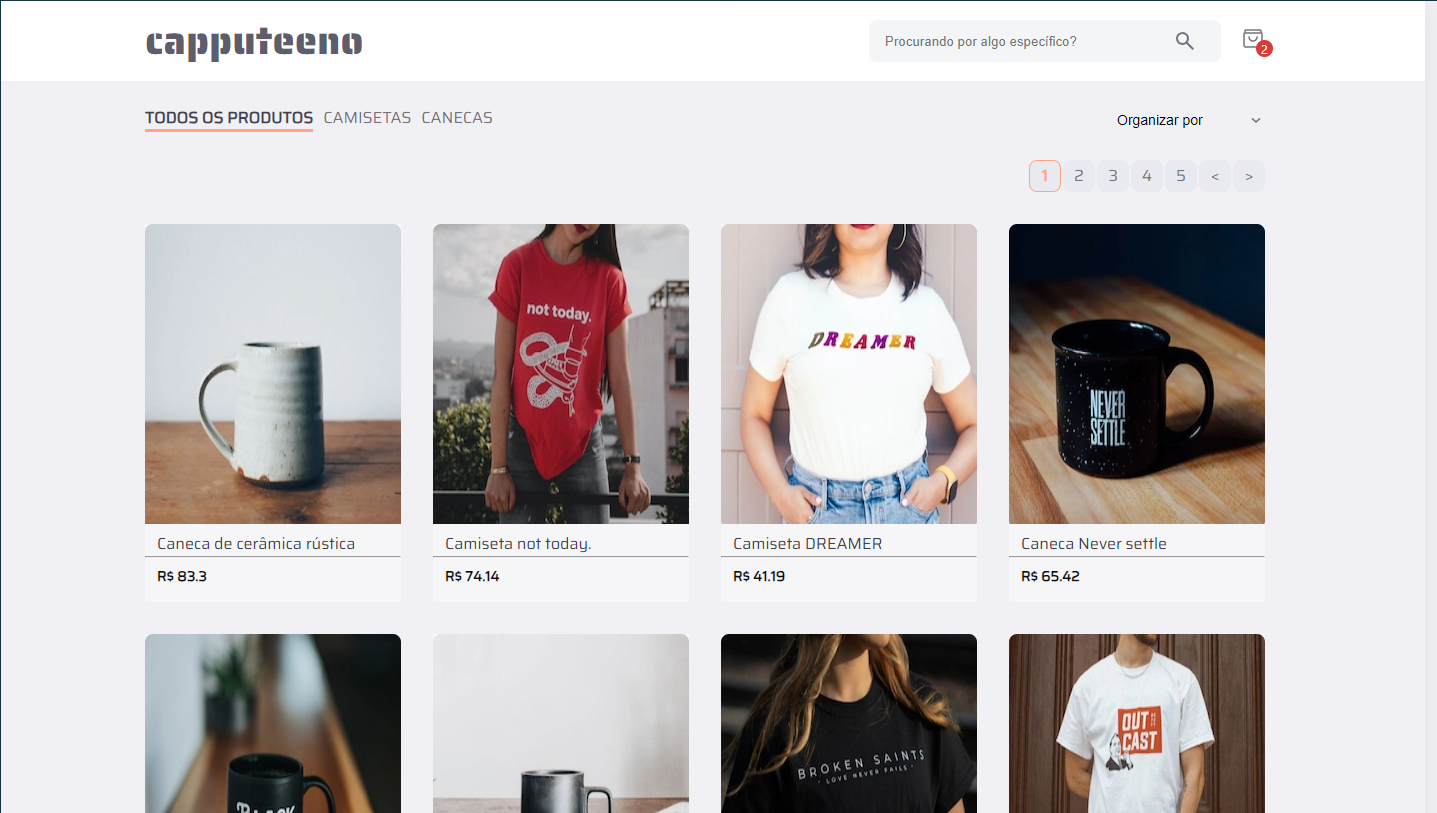 capputeeno
Procurando por algo específico?
2
TODOS OS PRODUTOS CAMISETAS CANECAS
Organizar por
1 2 3 4 5 < >
not today.
DREAMER
NEVER
SETTLE
Caneca de cerâmica rústica
R$ 83.3
Camiseta not today.
R$ 74.14
Camiseta DREAMER
R$ 41.19
Caneca Never settle
R$ 65.42
BLACK
BROKEN SAINTS
• LOVE NEVER FAILS •
OUT
CAST